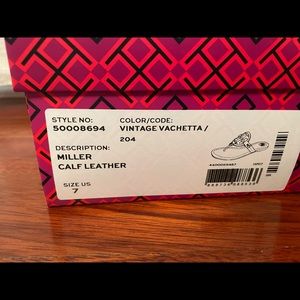 STYLE NO:
50008694
COLOR/CODE:
VINTAGE VACHETTA /
204
DESCRIPTION:
MILLER
CALF LEATHER
SIZE US
7